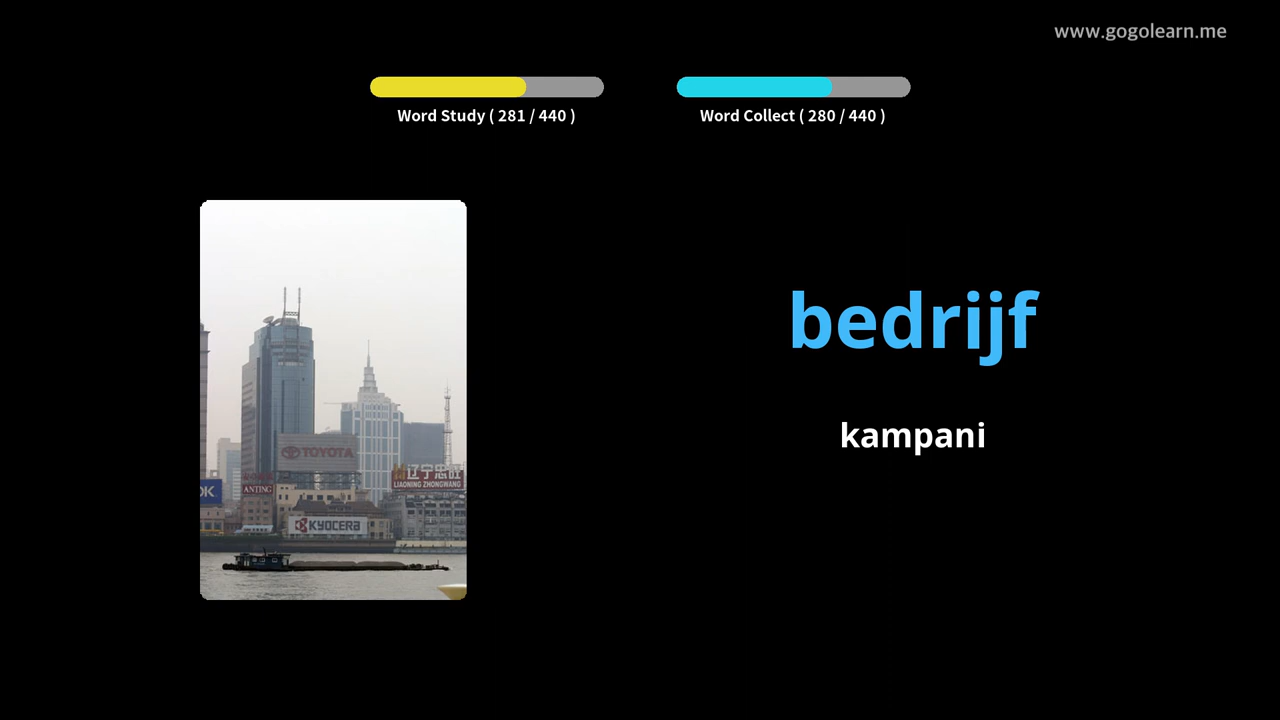 www.gogolearn.me
Word Study ( 281 / 440 )
Word Collect ( 280 / 440 )
bedrijf
kampani
TOYOTA
OK
ANTING
辽宁忠旺
LIAONING ZHONGWANG
KYOCERA